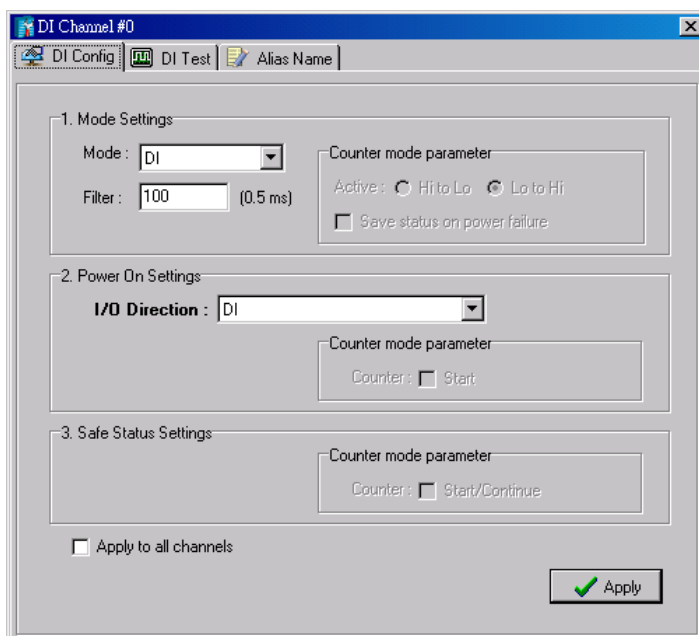 DI Channel #0
DI Config DI Test Alias Name
1. Mode Settings
Mode : DI
Filter : 100 (0.5 ms)
Counter mode parameter
Active : Hi to Lo Lo to Hi
Save status on power failure
2. Power On Settings
I/O Direction : DI
Counter mode parameter
Counter : Start
3. Safe Status Settings
Counter mode parameter
Counter : Start/Continue
Apply to all channels
Apply